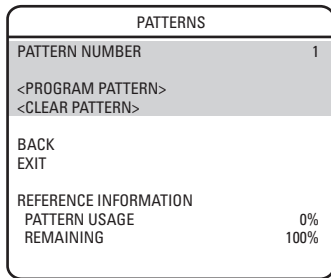 PATTERNS
PATTERN NUMBER 1
<PROGRAM PATTERN>
<CLEAR PATTERN>
BACK
EXIT
REFERENCE INFORMATION
PATTERN USAGE 0%
REMAINING 100%